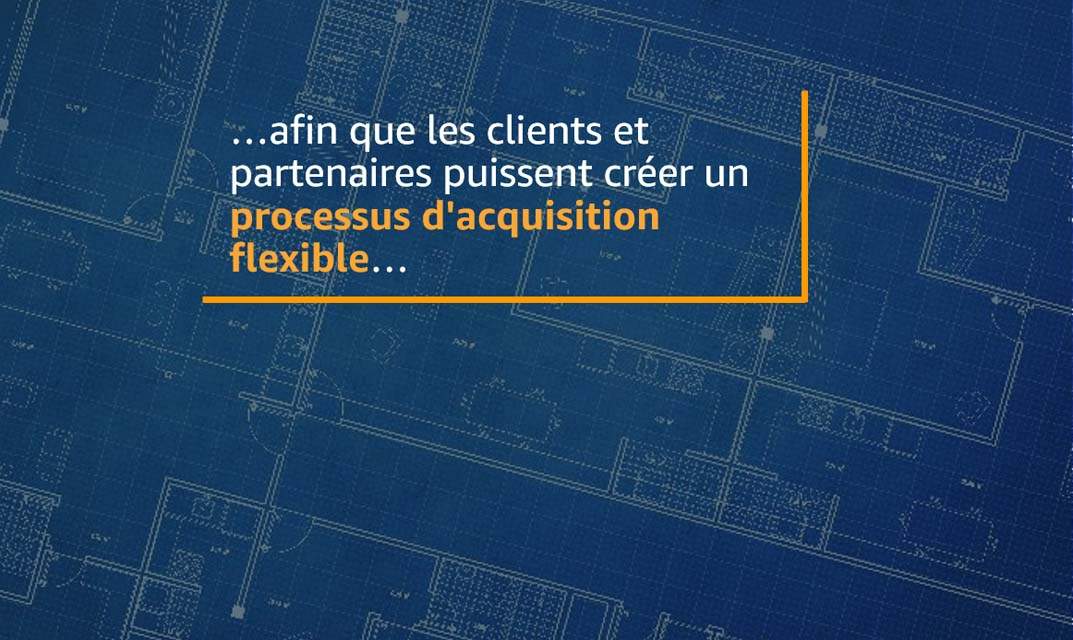 …afin que les clients et
partenaires puissent créer un
processus d'acquisition
flexible…